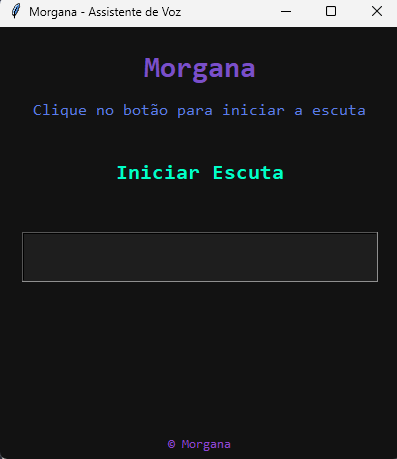 Morgana - Assistente de Voz
Morgana
Clique no botão para iniciar a escuta
Iniciar Escuta
© Morgana